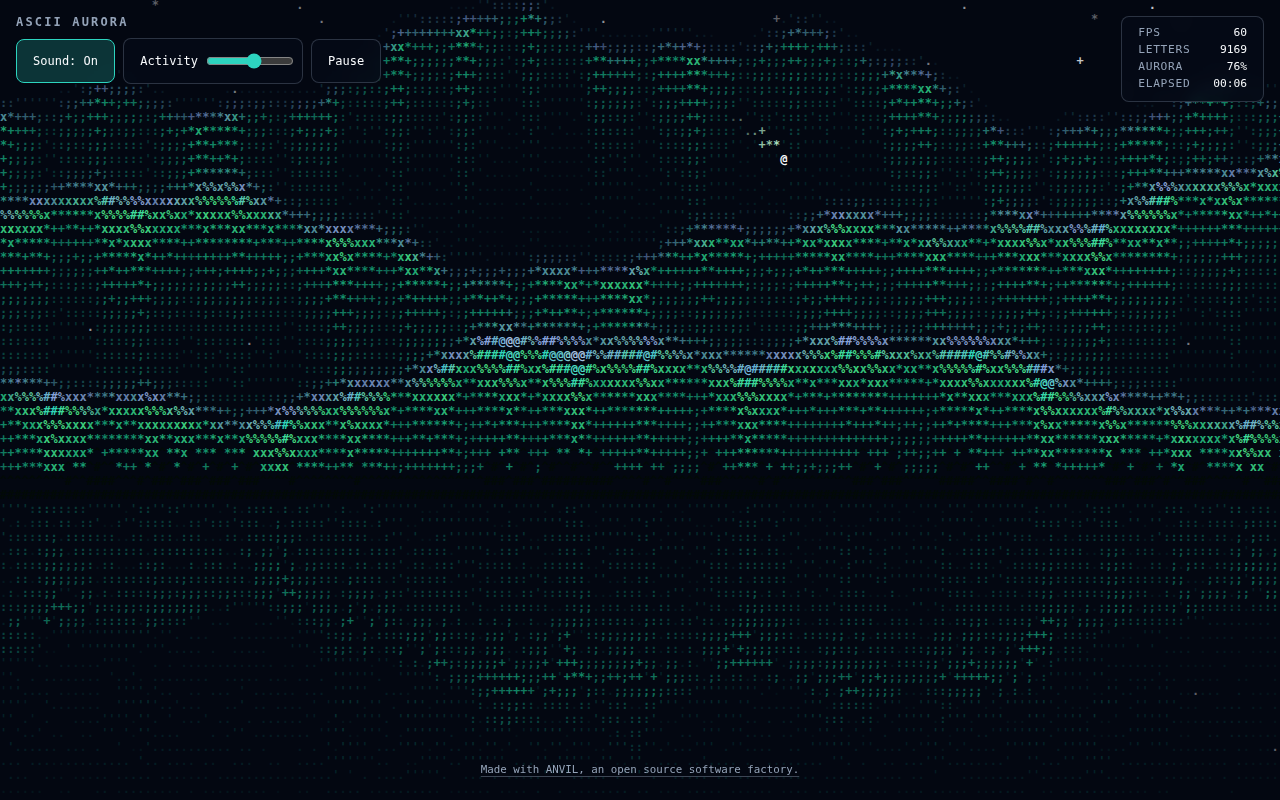 ASCII AURORA
Sound: On
Activity
Pause
FPS 60
LETTERS 9169
AURORA 76%
ELAPSED 00:06
Made with ANVIL, an open source software factory.